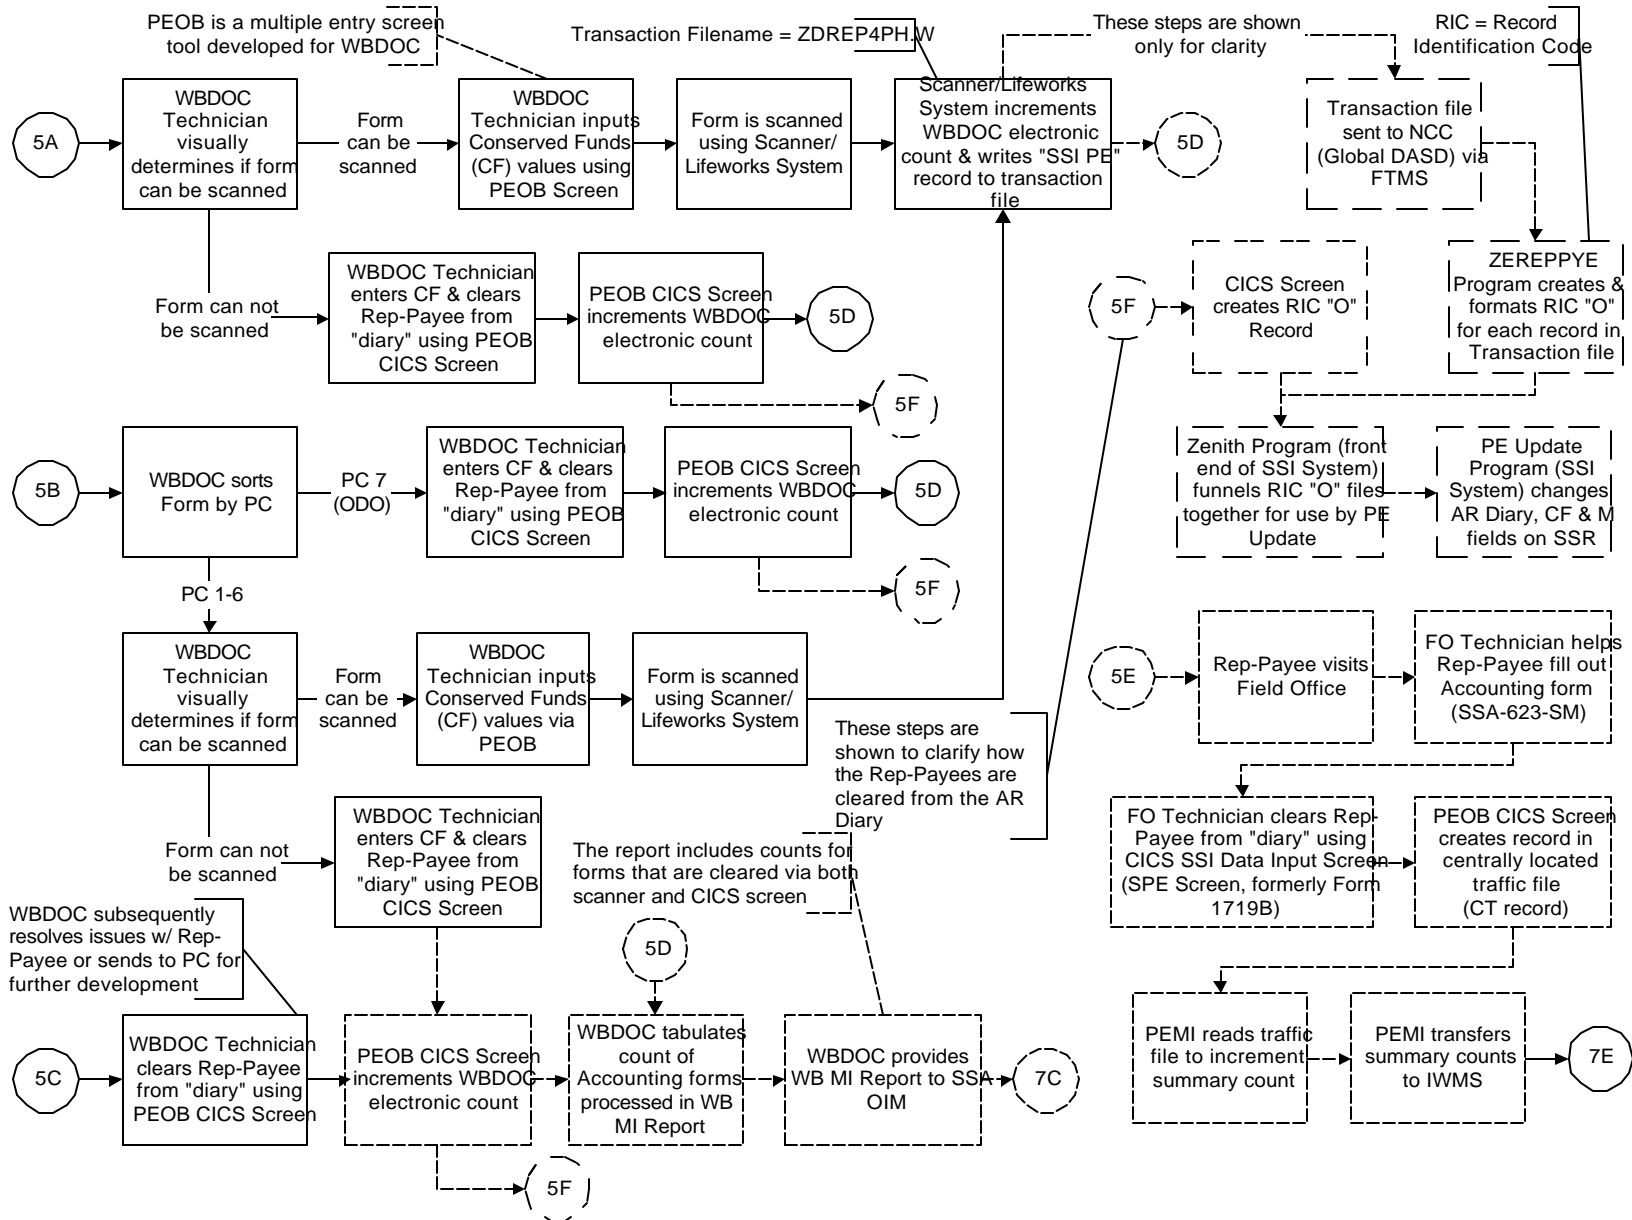 PEOB is a multiple entry screen
tool developed for WBDOC
Transaction Filename = ZDREP4PH.W
These steps are shown
only for clarity
RIC = Record
Identification Code
5A
WBDOC
Technician
visually
determines if form
can be scanned
Form
can be
scanned
WBDOC
Technician inputs
Conserved Funds
(CF) values using
PEOB Screen
Form is scanned
using Scanner/
Lifeworks System
Scanner/Lifeworks
System increments
WBDOC electronic
count & writes "SSI PE"
record to transaction
file
5D
Transaction file
sent to NCC
(Global DASD) via
FTMS
Form can not
be scanned
WBDOC Technician
enters CF & clears
Rep-Payee from
"diary" using PEOB
CICS Screen
PEOB CICS Screen
increments WBDOC
electronic count
5D
5F
5F
CICS Screen
creates RIC "O"
Record
ZEREPPYE
Program creates &
formats RIC "O"
for each record in
Transaction file
5B
WBDOC sorts
Form by PC
PC 7
(ODO)
WBDOC Technician
enters CF & clears
Rep-Payee from
"diary" using PEOB
CICS Screen
PEOB CICS Screen
increments WBDOC
electronic count
5D
5F
Zenith Program (front
end of SSI System)
funnels RIC "O" files
together for use by PE
Update
PE Update
Program (SSI
System) changes
AR Diary, CF & M
fields on SSR
PC 1-6
WBDOC
Technician
visually
determines if form
can be scanned
Form
can be
scanned
WBDOC
Technician inputs
Conserved Funds
(CF) values via
PEOB
Form is scanned
using Scanner/
Lifeworks System
5E
Rep-Payee visits
Field Office
FO Technician helps
Rep-Payee fill out
Accounting form
(SSA-623-SM)
These steps are
shown to clarify how
the Rep-Payees are
cleared from the AR
Diary
Form can not
be scanned
WBDOC Technician
enters CF & clears
Rep-Payee from
"diary" using PEOB
CICS Screen
The report includes counts for
forms that are cleared via both
scanner and CICS screen
FO Technician clears Rep-
Payee from "diary" using
CICS SSI Data Input Screen
(SPE Screen, formerly Form
1719B)
PEOB CICS Screen
creates record in
centrally located
traffic file
(CT record)
WBDOC subsequently
resolves issues w/ Rep-
Payee or sends to PC for
further development
5D
5C
WBDOC Technician
clears Rep-Payee
from "diary" using
PEOB CICS Screen
PEOB CICS Screen
increments WBDOC
electronic count
WBDOC tabulates
count of
Accounting forms
processed in WB
MI Report
WBDOC provides
WB MI Report to SSA
OIM
7C
PEMI reads traffic
file to increment
summary count
PEMI transfers
summary counts
to IWMS
7E
5F